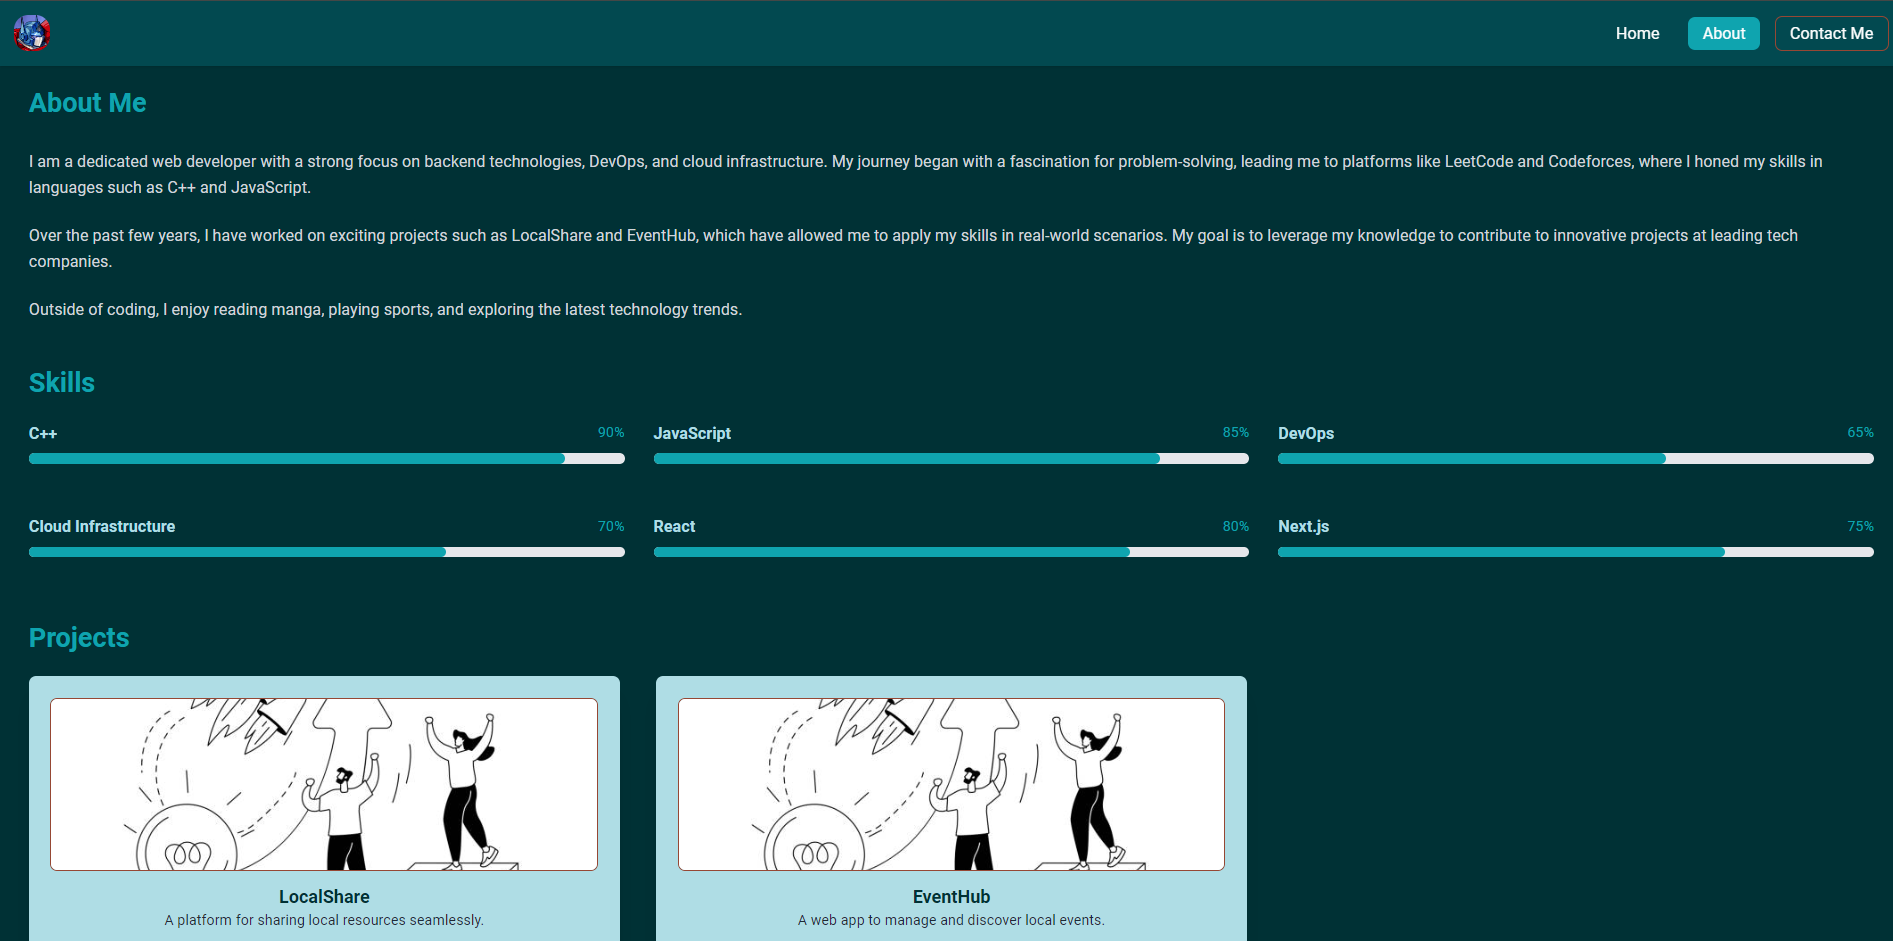 Home
About
Contact Me
About Me
I am a dedicated web developer with a strong focus on backend technologies, DevOps, and cloud infrastructure. My journey began with a fascination for problem-solving, leading me to platforms like LeetCode and Codeforces, where I honed my skills in
languages such as C++ and JavaScript.
Over the past few years, I have worked on exciting projects such as LocalShare and EventHub, which have allowed me to apply my skills in real-world scenarios. My goal is to leverage my knowledge to contribute to innovative projects at leading tech
companies.
Outside of coding, I enjoy reading manga, playing sports, and exploring the latest technology trends.
Skills
C++ 90%
JavaScript 85%
DevOps 65%
Cloud Infrastructure 70%
React 80%
Next.js 75%
Projects
LocalShare
A platform for sharing local resources seamlessly.
EventHub
A web app to manage and discover local events.